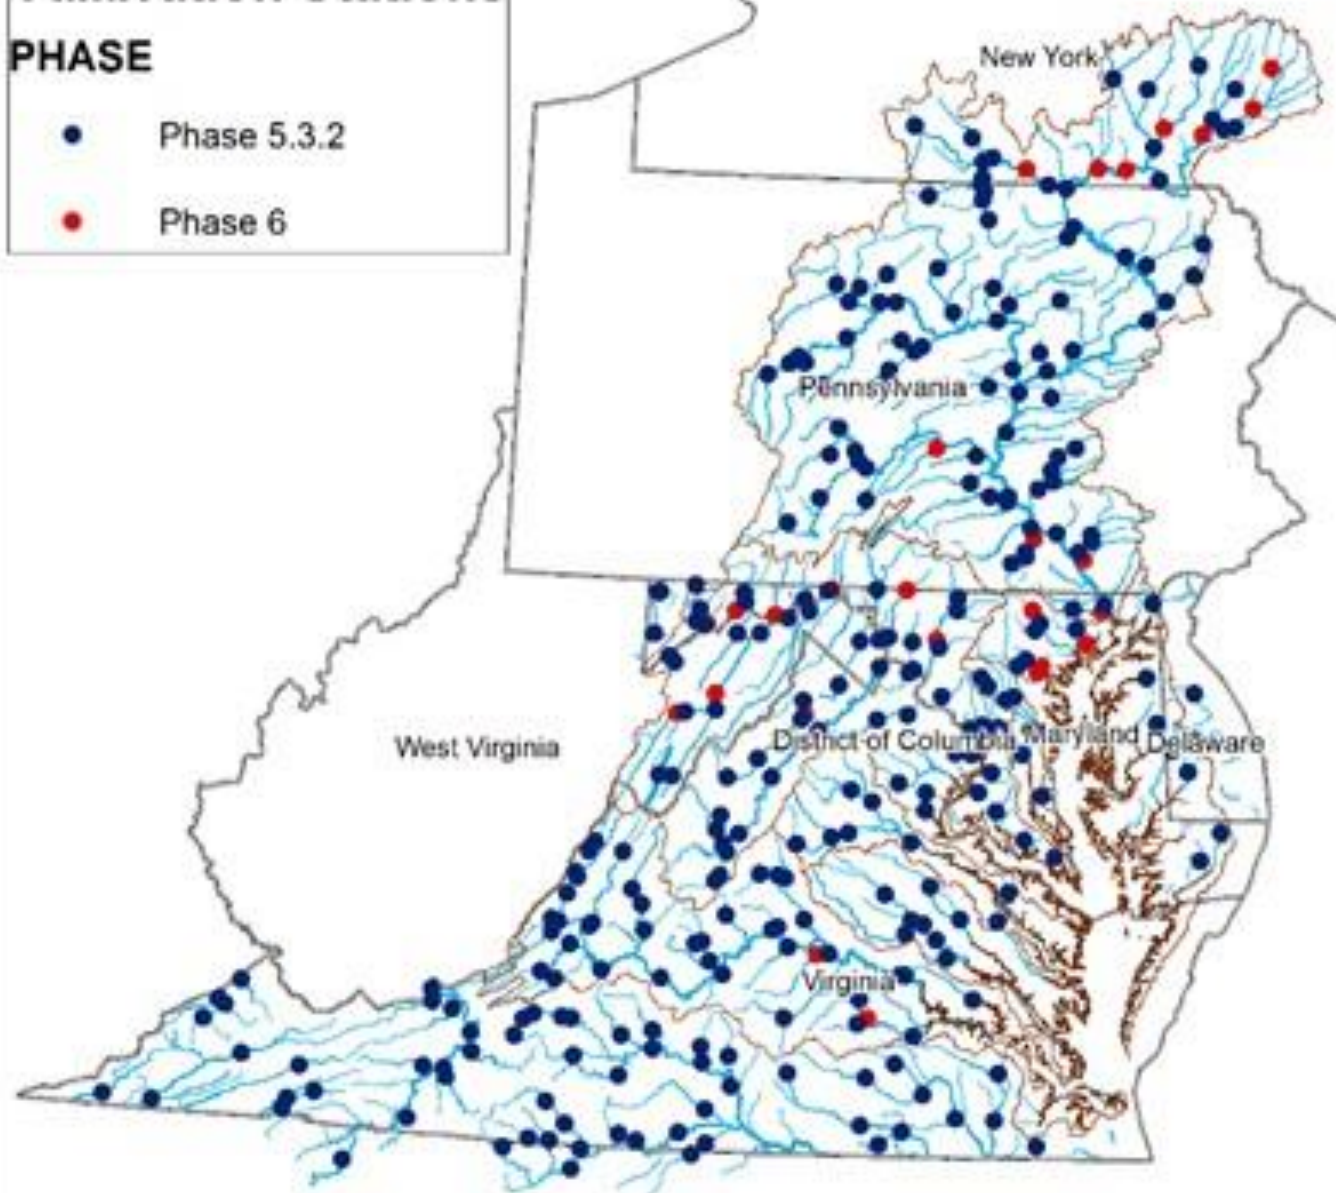 PHASE
Phase 5.3.2
Phase 6
New York
Pennsylvania
West Virginia
District of Columbia
Maryland
Delaware
Virginia